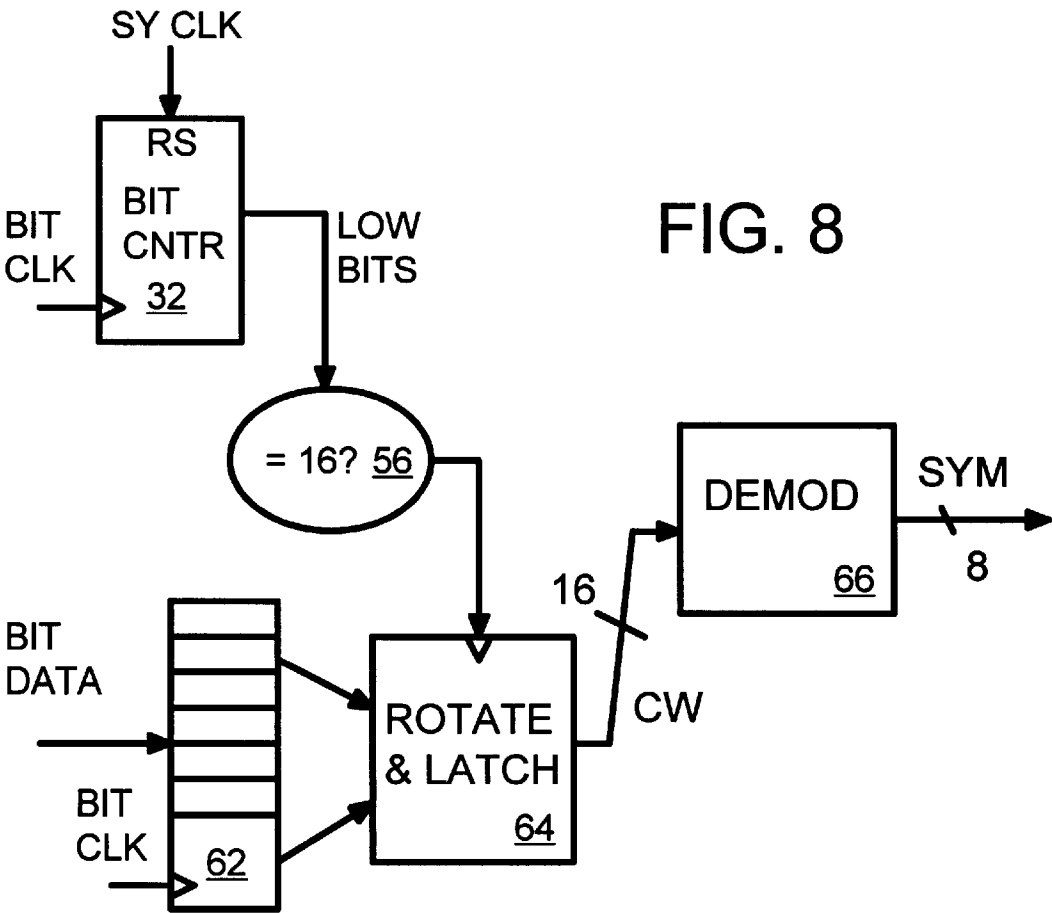 SY CLK
RS
BIT
CNTR
32
BIT
CLK
LOW
BITS
FIG. 8
= 16? 56
DEMOD
66
SYM
8
16
CW
BIT
DATA
BIT
CLK
62
ROTATE
& LATCH
64